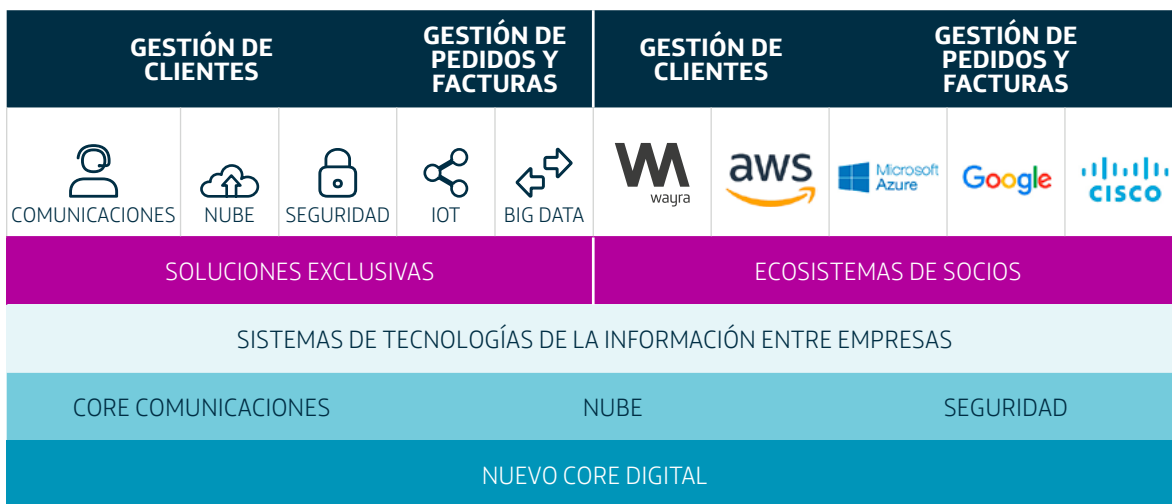 GESTIÓN DE
CLIENTES
GESTIÓN DE
PEDIDOS Y
FACTURAS
GESTIÓN DE
CLIENTES
GESTIÓN DE
PEDIDOS Y
FACTURAS
COMUNICACIONES
NUBE
SEGURIDAD
IOT
BIG DATA
wayra
aws
Microsoft
Azure
Google
CISCO
SOLUCIONES EXCLUSIVAS
ECOSISTEMAS DE SOCIOS
SISTEMAS DE TECNOLOGÍAS DE LA INFORMACIÓN ENTRE EMPRESAS
CORE COMUNICACIONES
NUBE
SEGURIDAD
NUEVO CORE DIGITAL